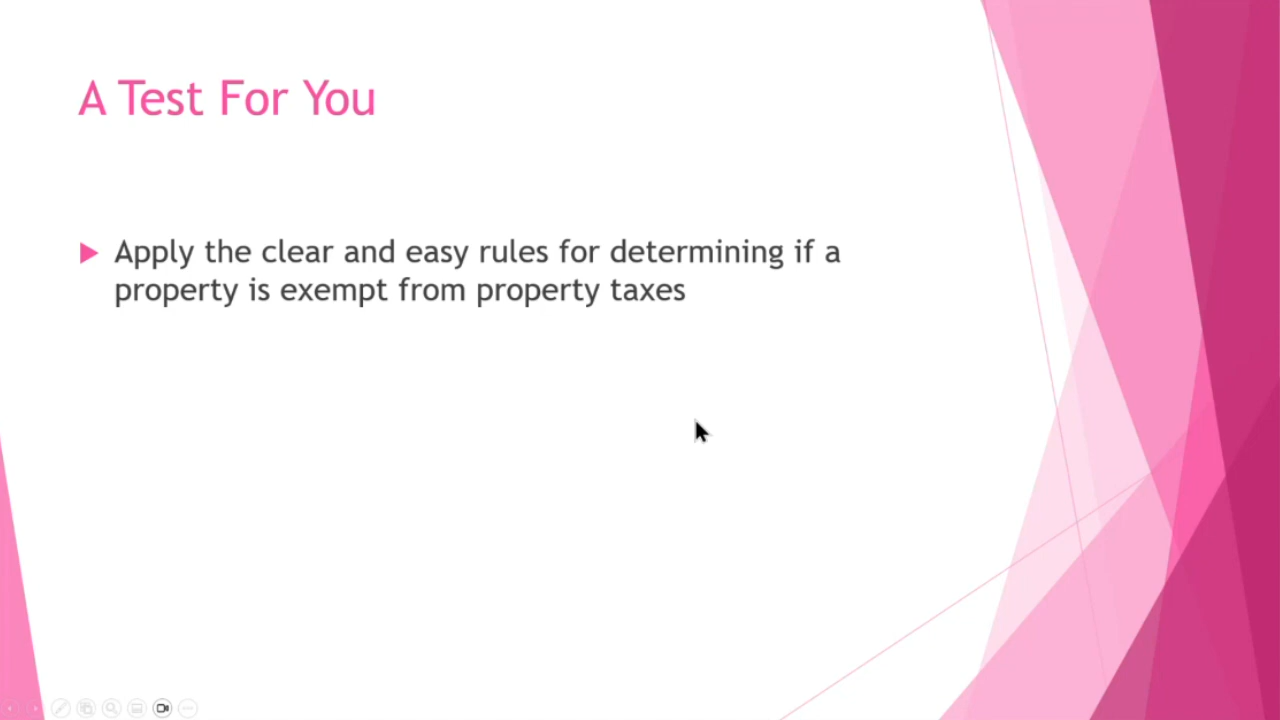 A Test For You
Apply the clear and easy rules for determining if a
property is exempt from property taxes